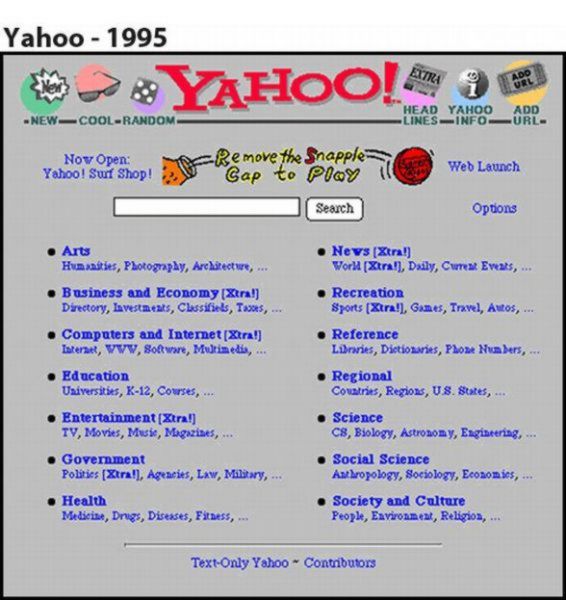 Yahoo - 1995
New
EXTRA
i
ADD URL
YAHOO!
NEW
COOL
RANDOM
HEAD LINES
YAHOO INFO
ADD URL
Now Open:
Yahoo! Surf Shop!
Remove the Snapple
Cap to Play
Web Launch
Search
Options
Arts
Humanities, Photography, Architecture, ...
Business and Economy [Xtra!]
Directory, Investments, Classifieds, Taxes, ...
Computers and Internet [Xtra!]
Internet, WWW, Software, Multimedia, ...
Education
Universities, K-12, Courses, ...
Entertainment [Xtra!]
TV, Movies, Music, Magazines, ...
Government
Politics [Xtra!], Agencies, Law, Military, ...
Health
Medicine, Drugs, Diseases, Fitness, ...
News [Xtra!]
World [Xtra!], Daily, Current Events, ...
Recreation
Sports [Xtra!], Games, Travel, Autos, ...
Reference
Libraries, Dictionaries, Phone Numbers, ...
Regional
Countries, Regions, U.S. States, ...
Science
CS, Biology, Astronomy, Engineering, ...
Social Science
Anthropology, Sociology, Economics, ...
Society and Culture
People, Environment, Religion, ...
Text-Only Yahoo ~ Contributors